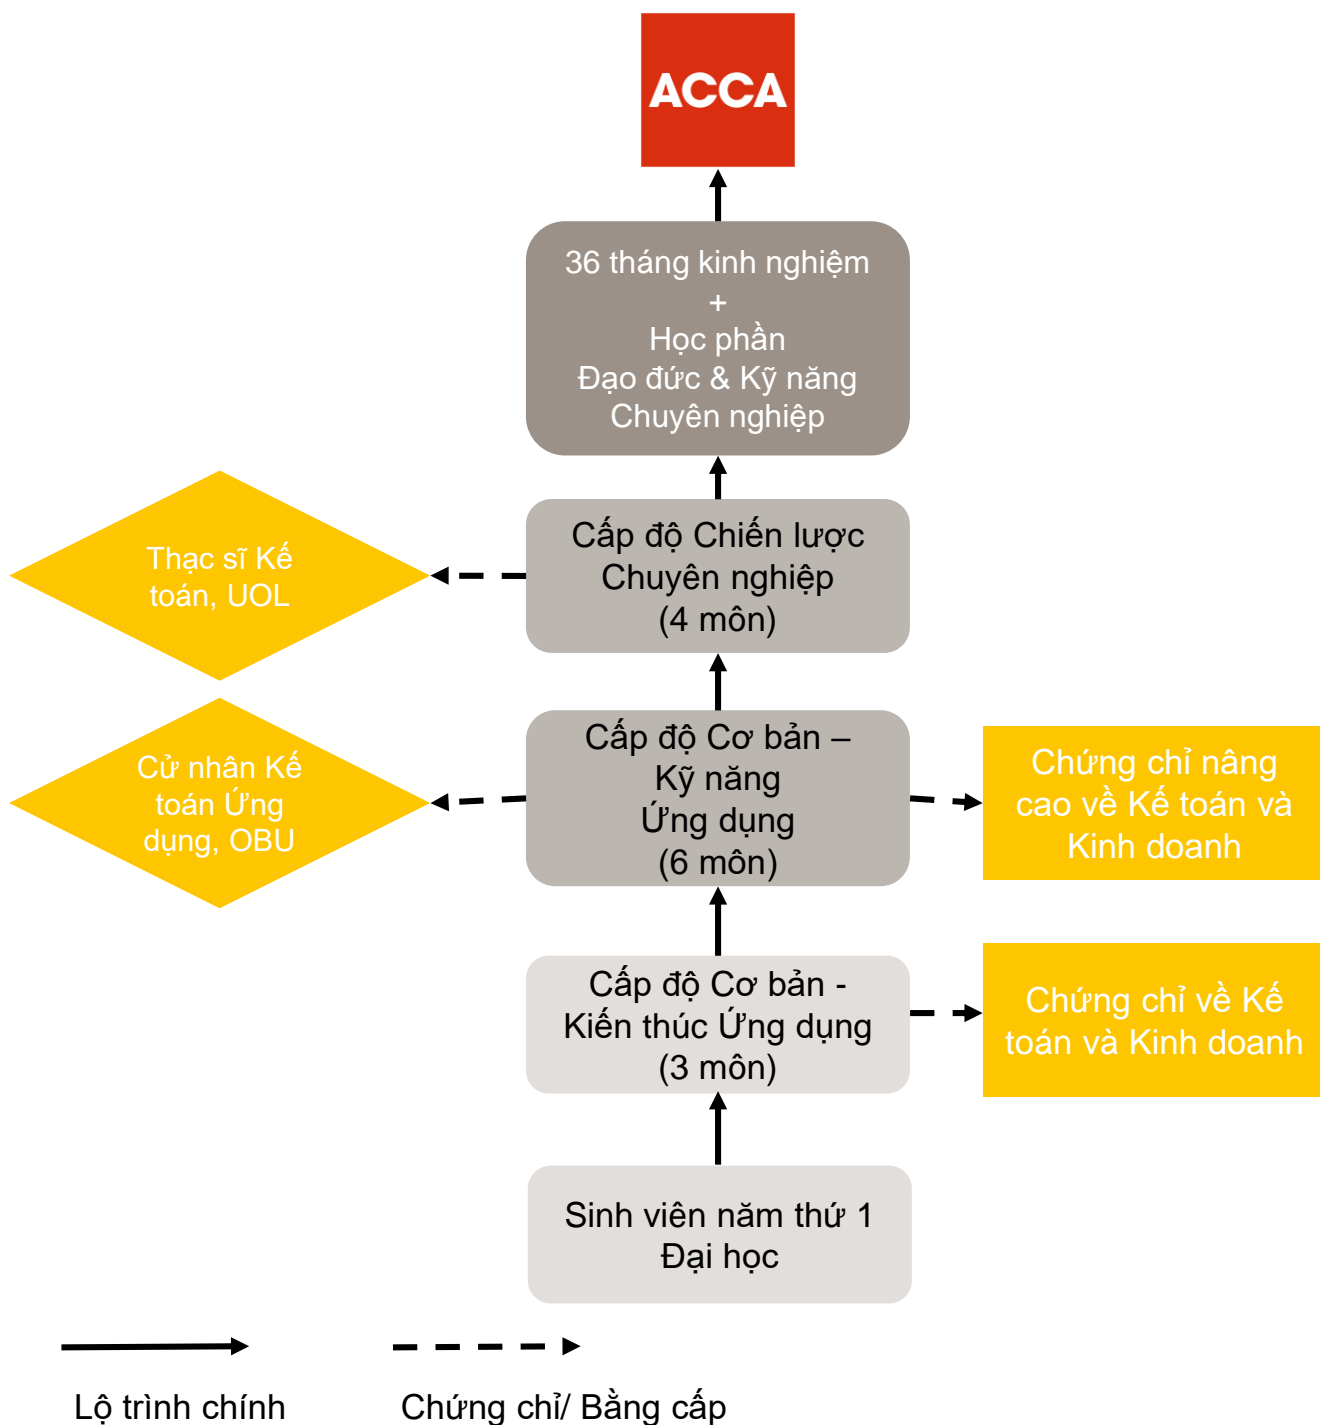 ACCA
36 tháng kinh nghiệm
+
Học phần
Đạo đức & Kỹ năng
Chuyên nghiệp
Cấp độ Chiến lược
Chuyên nghiệp
(4 môn)
Thạc sĩ Kế
toán, UOL
Cấp độ Cơ bản –
Kỹ năng
Ứng dụng
(6 môn)
Cử nhân Kế
toán Ứng
dụng, OBU
Chứng chỉ nâng
cao về Kế toán và
Kinh doanh
Cấp độ Cơ bản -
Kiến thúc Ứng dụng
(3 môn)
Chứng chỉ về Kế
toán và Kinh doanh
Sinh viên năm thứ 1
Đại học
Lộ trình chính
Chứng chỉ/ Bằng cấp